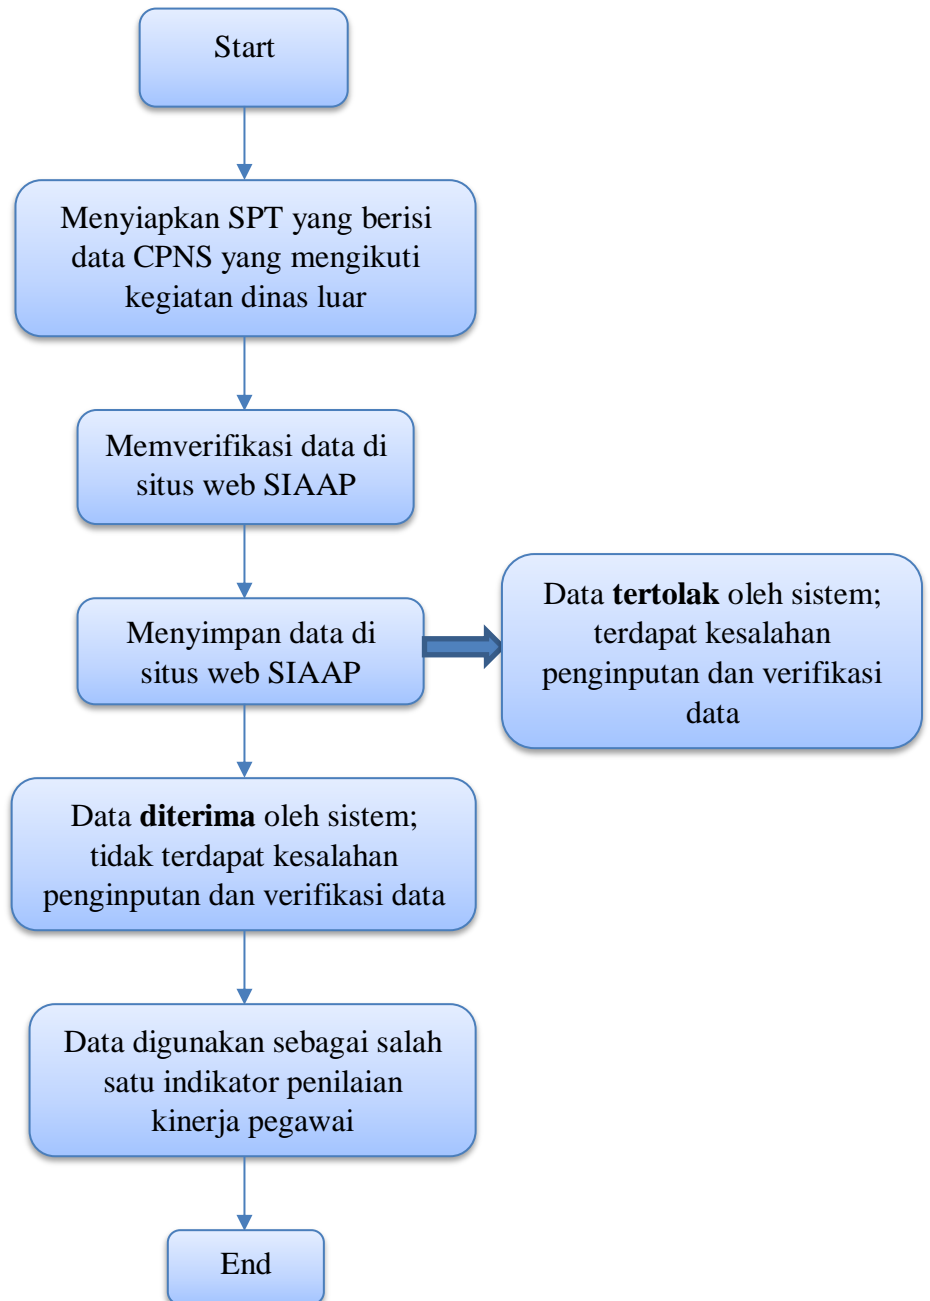 Start
Menyiapkan SPT yang berisi
data CPNS yang mengikuti
kegiatan dinas luar
Memverifikasi data di
situs web SIAAP
Menyimpan data di
situs web SIAAP
Data tertolak oleh sistem;
terdapat kesalahan
penginputan dan verifikasi
data
Data diterima oleh sistem;
tidak terdapat kesalahan
penginputan dan verifikasi data
Data digunakan sebagai salah
satu indikator penilaian
kinerja pegawai
End